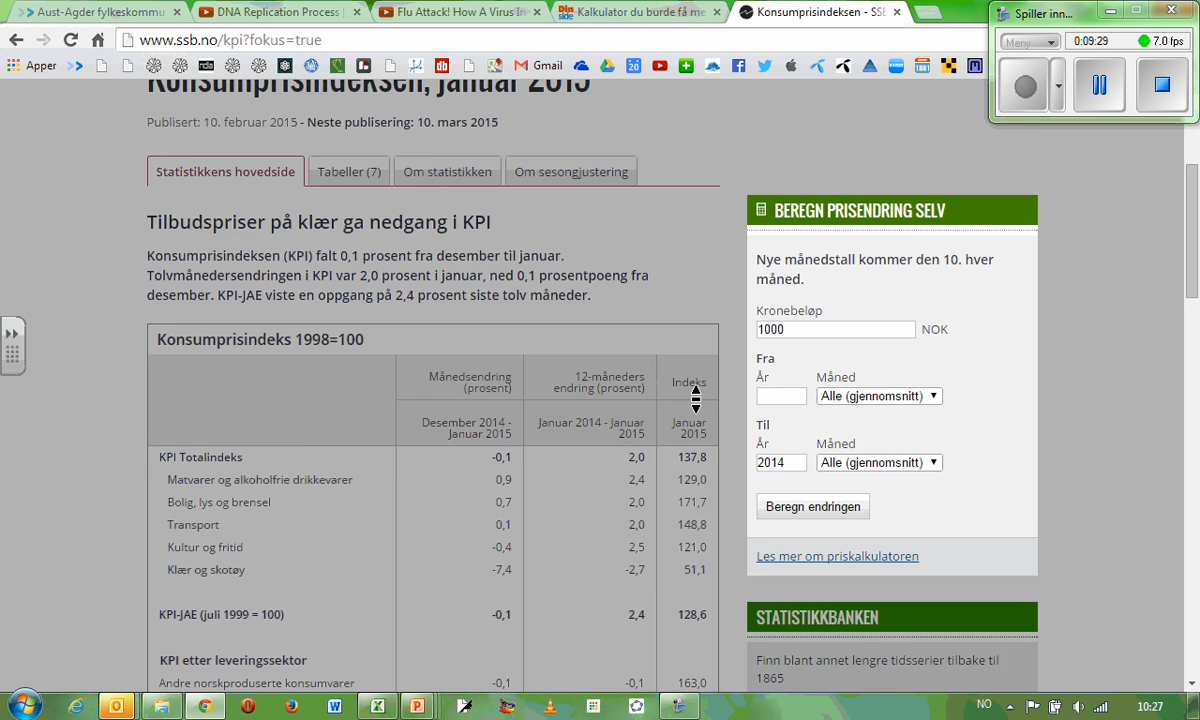 Aust-Agder fylkeskommu
DNA Replication Process |
Flu Attack! How A Virus In
Din side Kalkulator du burde få me
Konsumprisindeksen - SSB
Spiller inn...
www.ssb.no/kpi?fokus=true
Meny
0:09:29
7.0 fps
Apper
Gmail
Konsumprisindeksen, januar 2015
Publisert: 10. februar 2015 - Neste publisering: 10. mars 2015
Statistikkens hovedside
Tabeller (7)
Om statistikken
Om sesongjustering
Tilbudspriser på klær ga nedgang i KPI
Konsumprisindeksen (KPI) falt 0,1 prosent fra desember til januar.
Tolvmånedersendringen i KPI var 2,0 prosent i januar, ned 0,1 prosentpoeng fra
desember. KPI-JAE viste en oppgang på 2,4 prosent siste tolv måneder.
Konsumprisindeks 1998=100
Månedsendring (prosent)
12-måneders endring (prosent)
Indeks
Desember 2014 - Januar 2015
Januar 2014 - Januar 2015
Januar 2015
KPI Totalindeks -0,1 2,0 137,8
Matvarer og alkoholfrie drikkevarer 0,9 2,4 129,0
Bolig, lys og brensel 0,7 2,0 171,7
Transport 0,1 2,0 148,8
Kultur og fritid -0,4 2,5 121,0
Klær og skotøy -7,4 -2,7 51,1
KPI-JAE (juli 1999 = 100) -0,1 2,4 128,6
KPI etter leveringssektor
Andre norskproduserte konsumvarer -0,1 -0,1 163,0
BEREGN PRISENDRING SELV
Nye månedstall kommer den 10. hver
måned.
Kronebeløp
1000 NOK
Fra
År Måned
Alle (gjennomsnitt)
Til
År Måned
2014 Alle (gjennomsnitt)
Beregn endringen
Les mer om priskalkulatoren
STATISTIKKBANKEN
Finn blant annet lengre tidsserier tilbake til
1865
NO
10:27